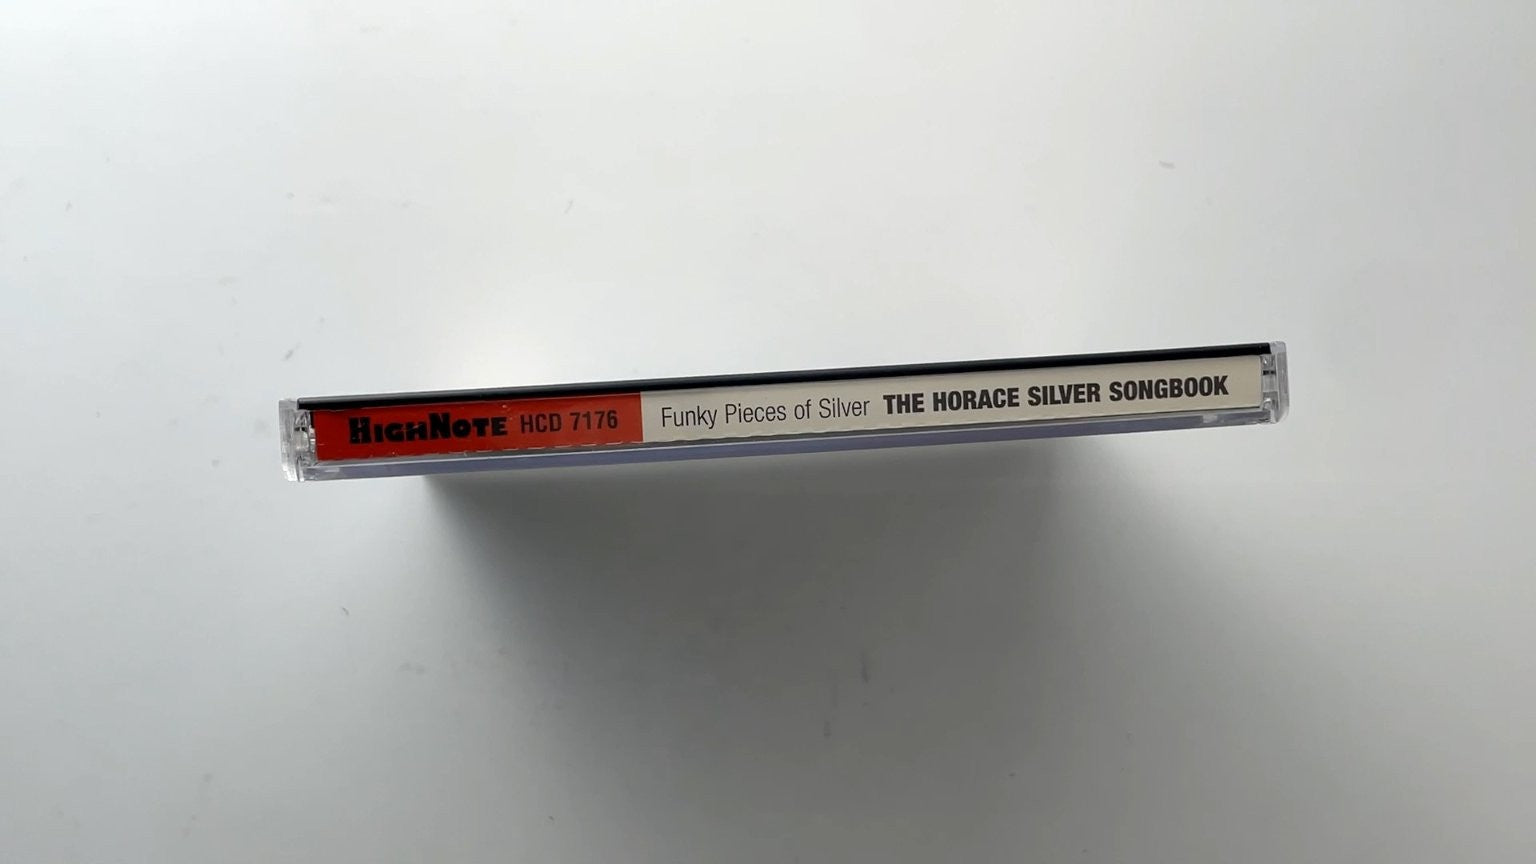 HIGHNOTE HCD 7176 Funky Pieces of Silver THE HORACE SILVER SONGBOOK